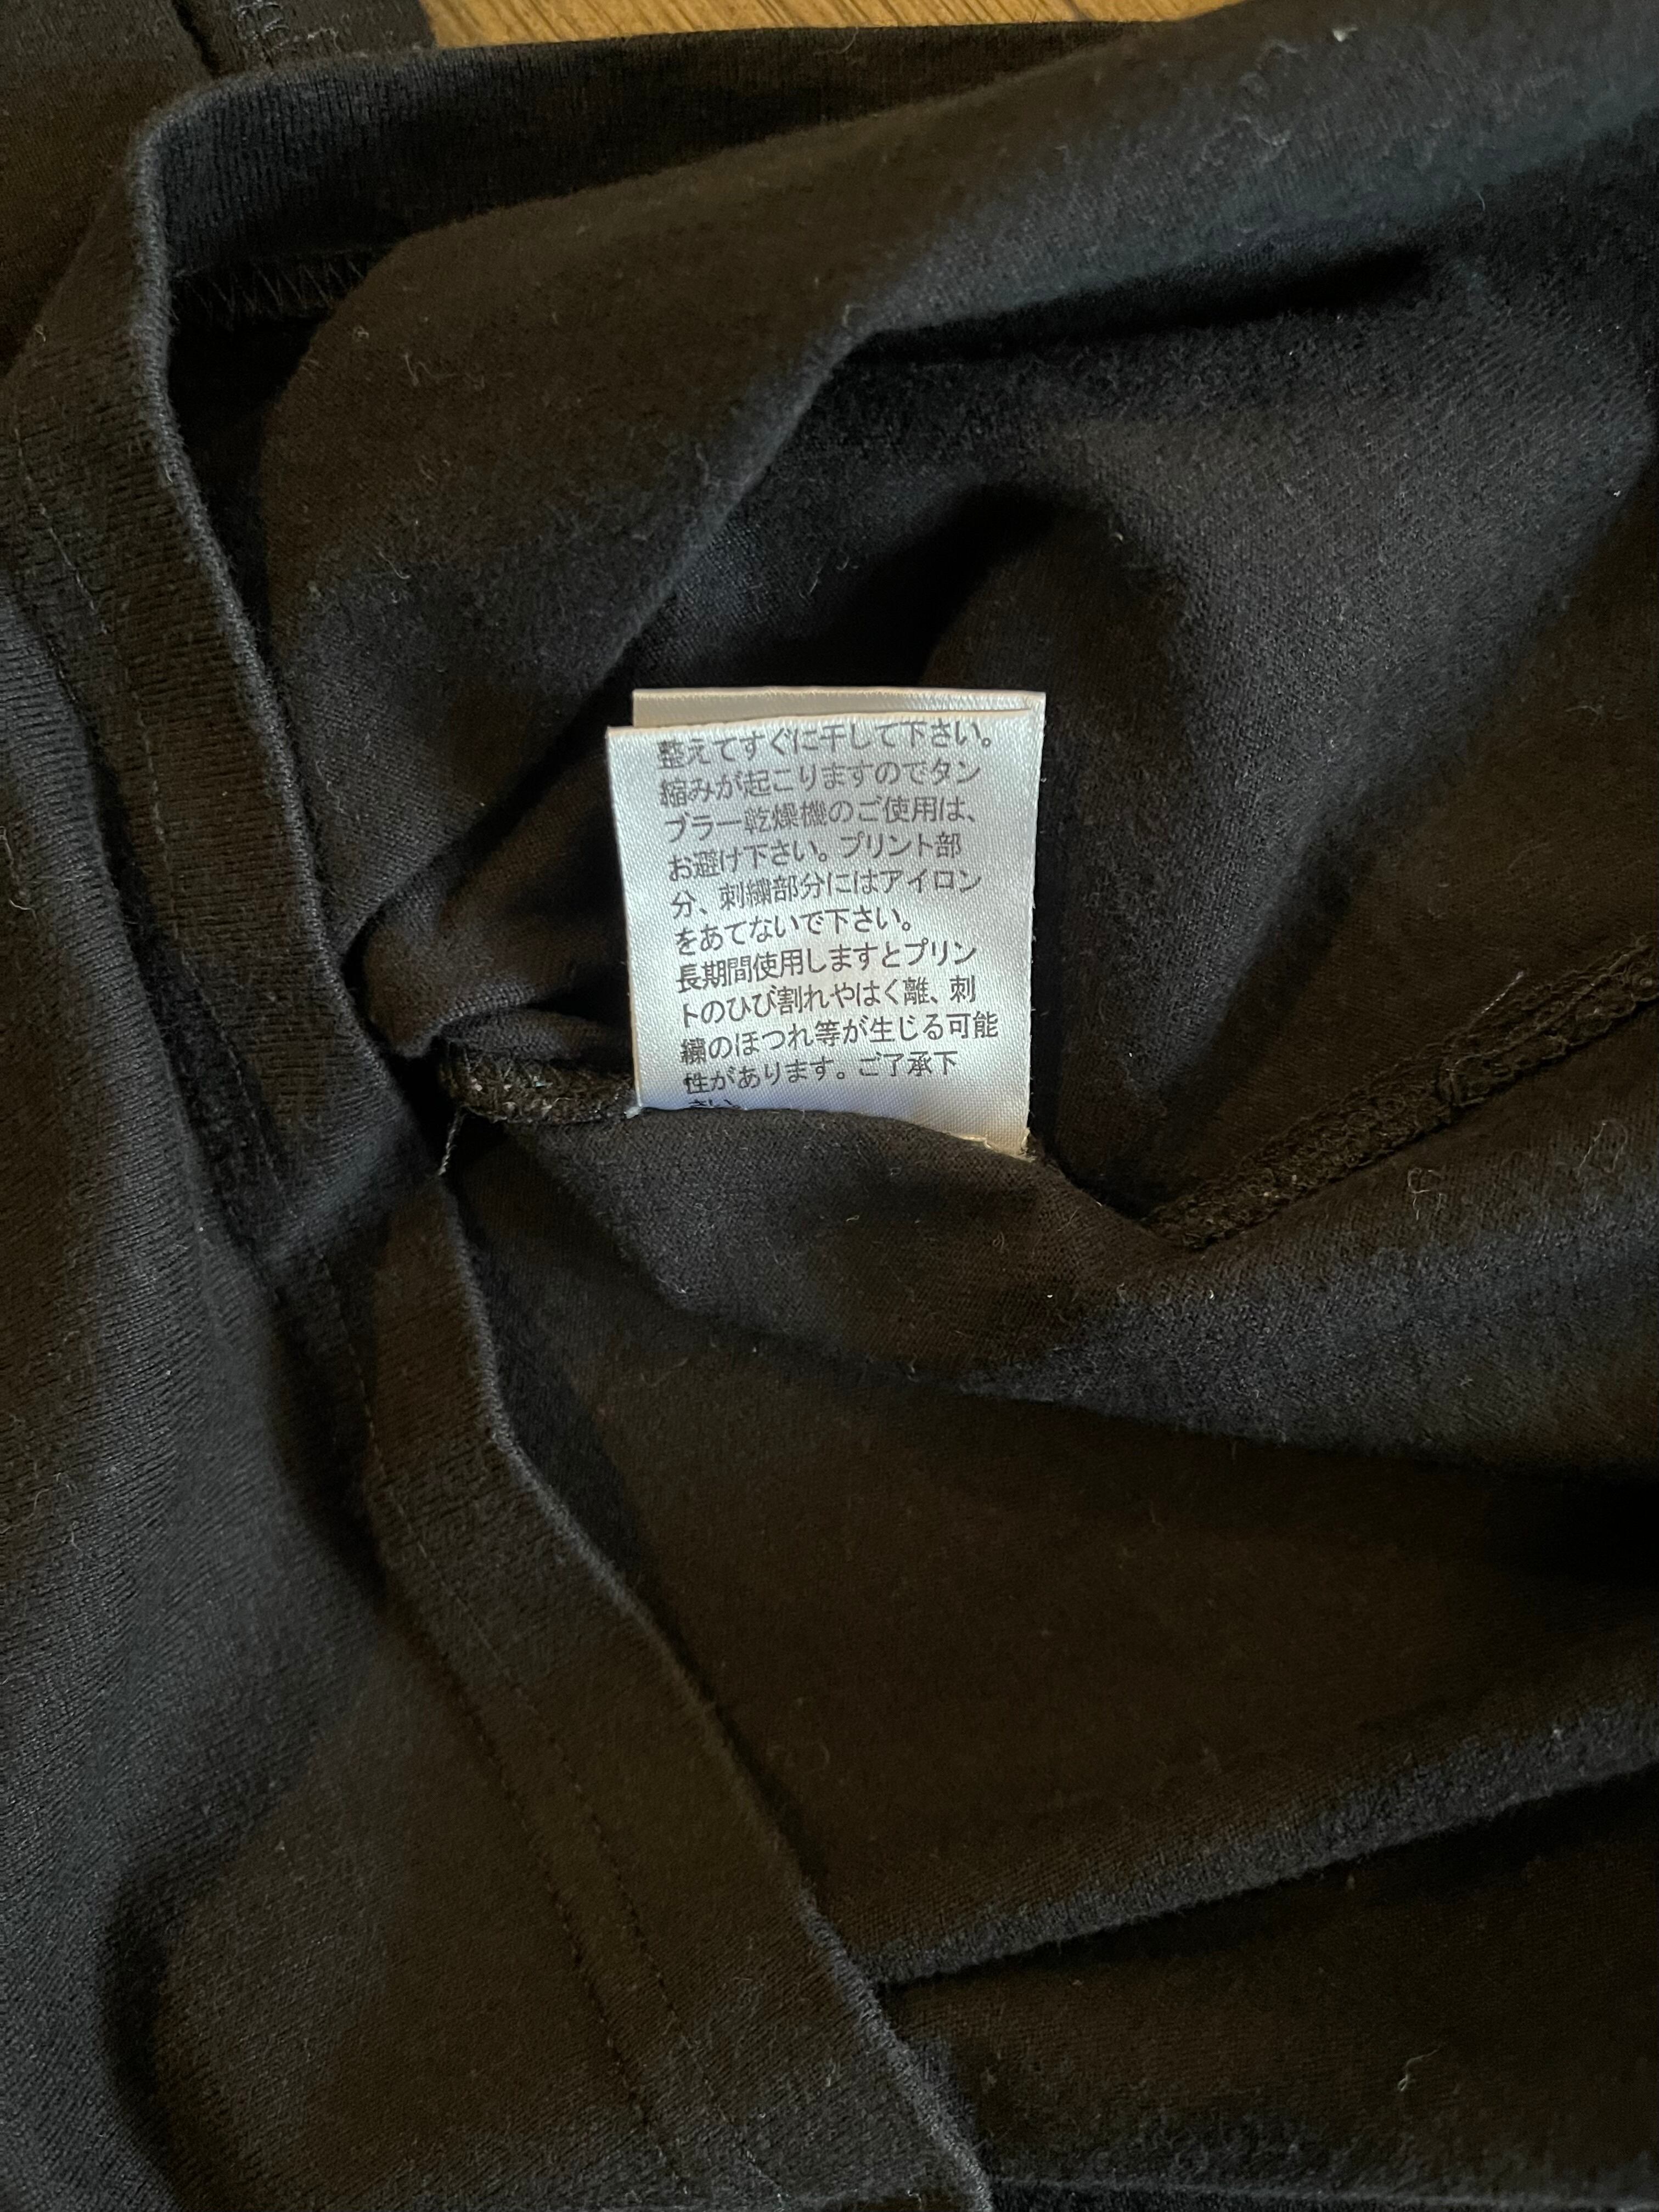 整えてすぐに干して下さい。
縮みが起こりますのでタン
ブラー乾燥機のご使用は、
お避け下さい。プリント部
分、刺繍部分にはアイロン
をあてないで下さい。
長期間使用しますとプリン
トのひび割れやはく離、刺
繍のほつれ等が生じる可能
性があります。ご了承下
さい